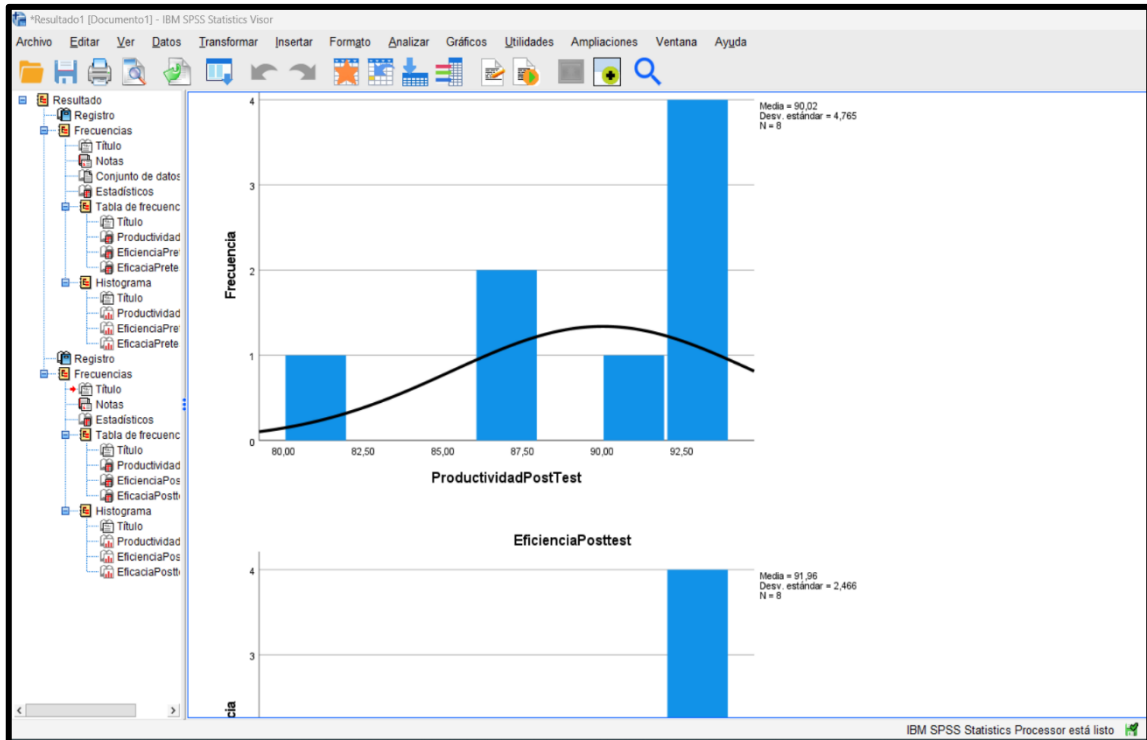 *Resultado1 [Documento1] - IBM SPSS Statistics Visor
Archivo Editar Ver Datos Transformar Insertar Formato Analizar Gráficos Utilidades Ampliaciones Ventana Ayuda
Resultado
Registro
Frecuencias
Título
Notas
Conjunto de datos
Estadísticos
Tabla de frecuenc
Título
Productividad
EficienciaPre
EficaciaPrete
Histograma
Título
Productividad
EficienciaPre
EficaciaPrete
Registro
Frecuencias
Título
Notas
Estadísticos
Tabla de frecuenc
Título
Productividad
EficienciaPos
EficaciaPostt
Histograma
Título
Productividad
EficienciaPos
EficaciaPostt
4
3
2
1
0
Frecuencia
80,00 82,50 85,00 87,50 90,00 92,50
ProductividadPostTest
Media = 90,02
Desv. estándar = 4,765
N = 8
EficienciaPosttest
4
3
cia
Media = 91,96
Desv. estándar = 2,466
N = 8
IBM SPSS Statistics Processor está listo